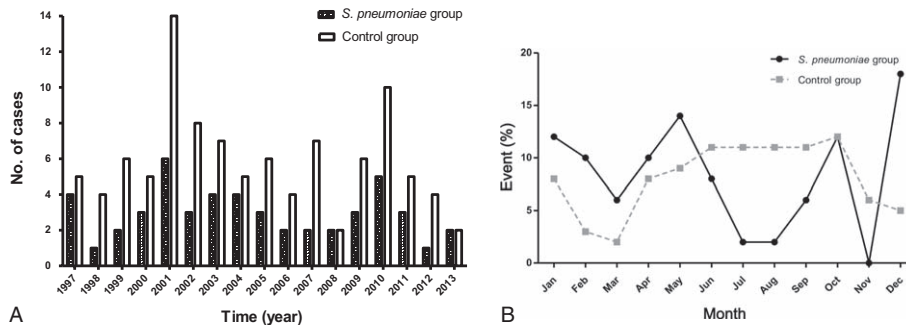 S. pneumoniae group
Control group
14
12
10
8
6
4
2
0
No. of cases
1997
1998
1999
2000
2001
2002
2003
2004
2005
2006
2007
2008
2009
2010
2011
2012
2013
Time (year)
A
S. pneumoniae group
Control group
20
15
10
5
0
Event (%)
Jan
Feb
Mar
Apr
May
Jun
Jul
Aug
Sep
Oct
Nov
Dec
Month
B